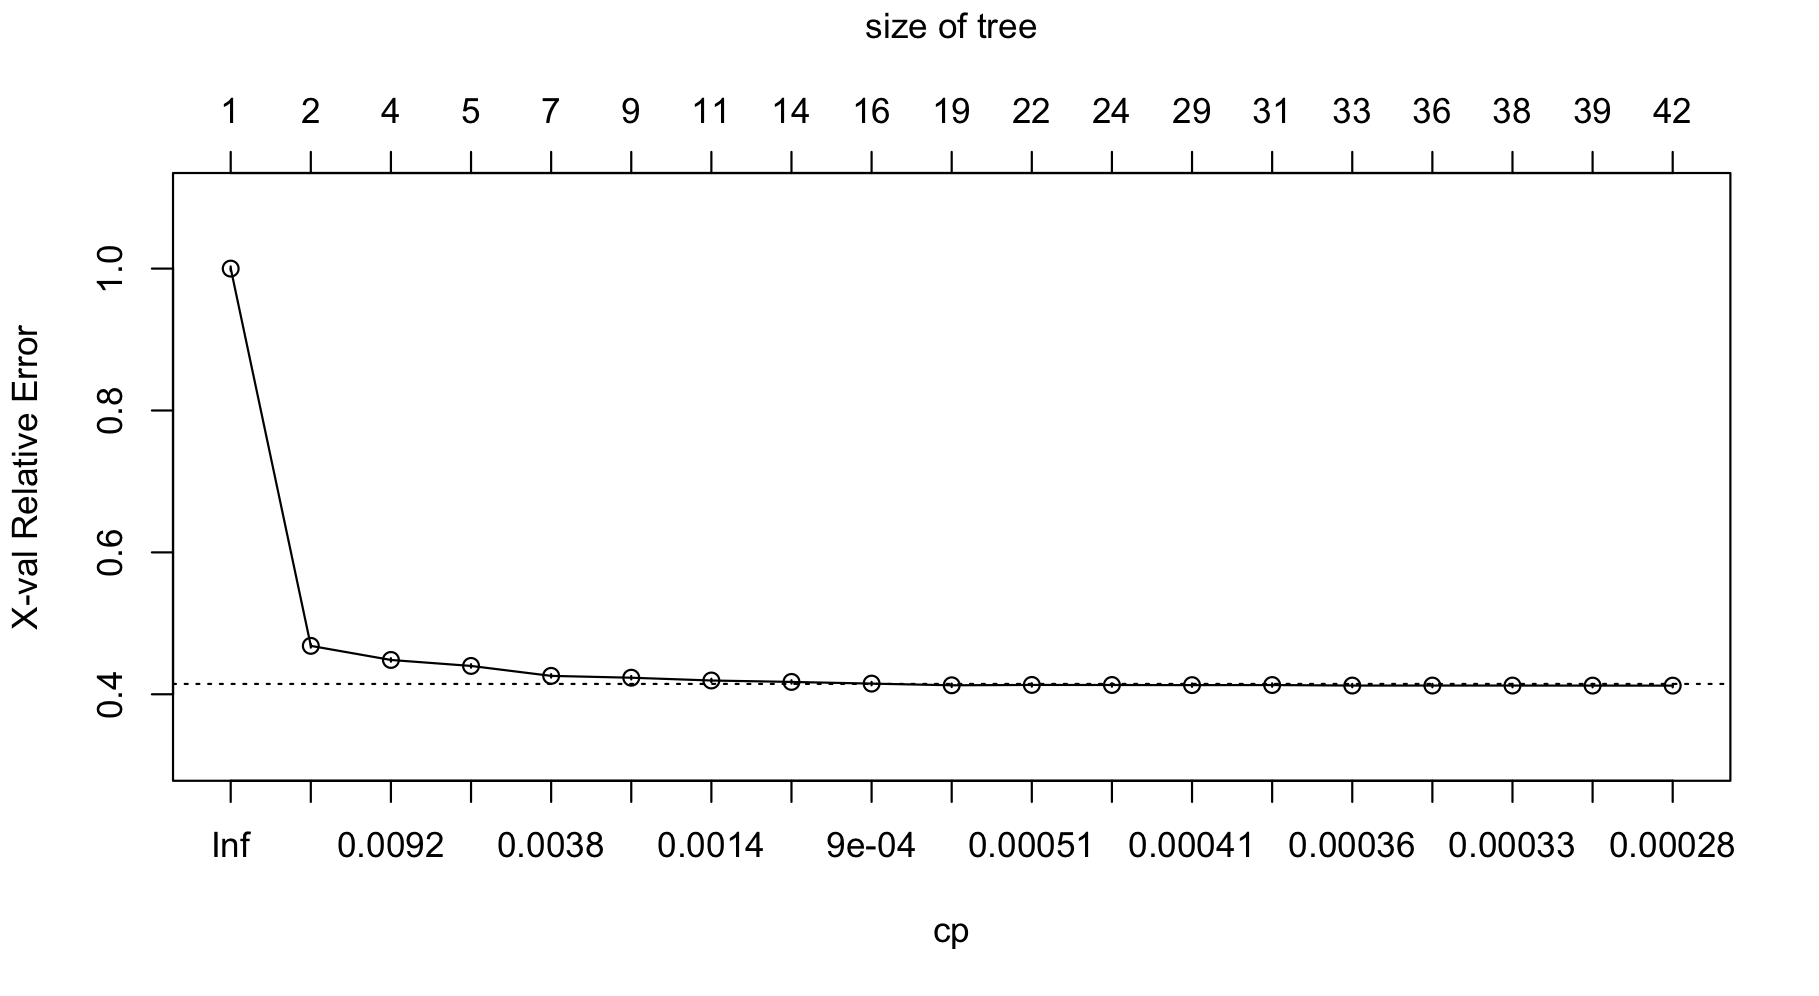 size of tree
1 2 4 5 7 9 11 14 16 19 22 24 29 31 33 36 38 39 42
X-val Relative Error
1.0
0.8
0.6
0.4
Inf 0.0092 0.0038 0.0014 9e-04 0.00051 0.00041 0.00036 0.00033 0.00028
cp